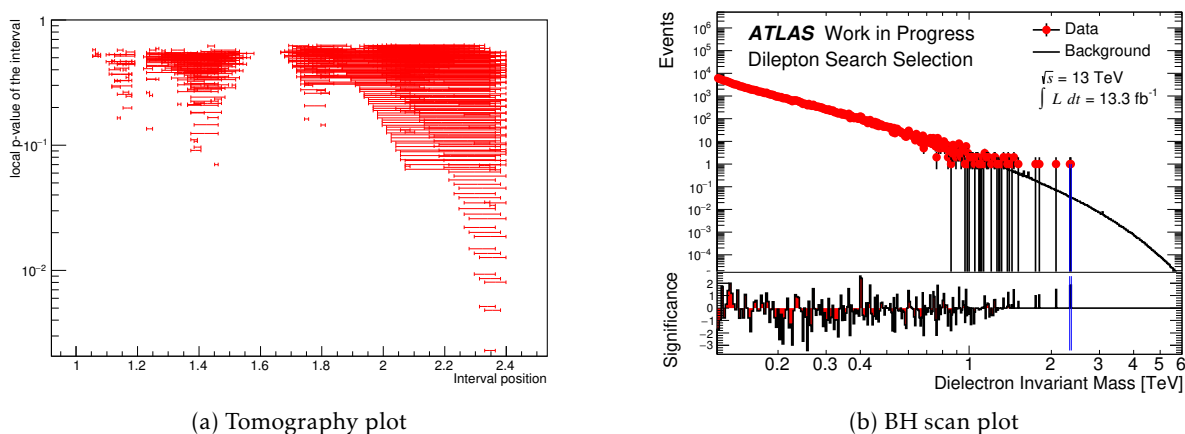 local p-value of the interval
1
10⁻¹
10⁻²
1
1.2
1.4
1.6
1.8
2
2.2
2.4
Interval position
(a) Tomography plot
Events
10⁶
10⁵
10⁴
10³
10²
10
1
10⁻¹
10⁻²
10⁻³
10⁻⁴
ATLAS Work in Progress
Dilepton Search Selection
Data
Background
√s = 13 TeV
∫ L dt = 13.3 fb⁻¹
Significance
2
1
0
−1
−2
−3
0.2
0.3
0.4
1
2
3
4
5
6
Dielectron Invariant Mass [TeV]
(b) BH scan plot